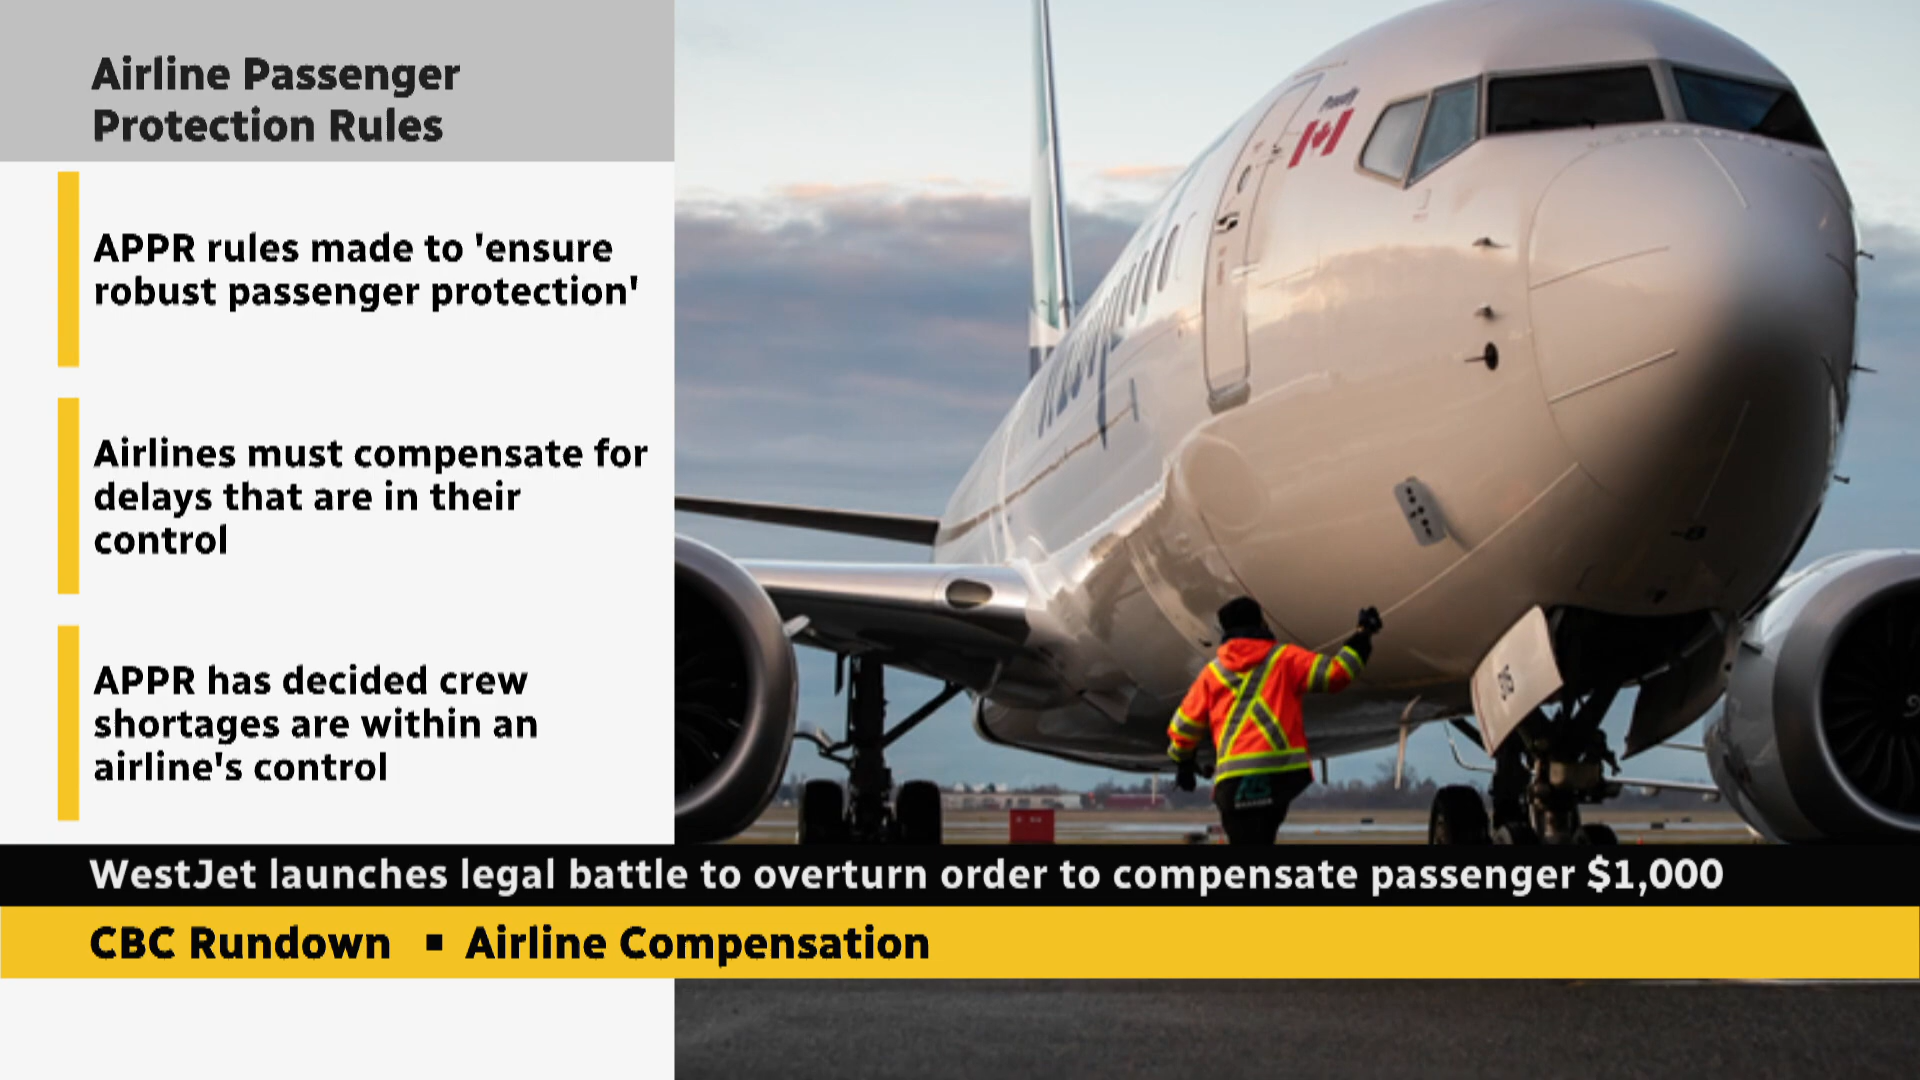 Airline Passenger
Protection Rules
APPR rules made to 'ensure
robust passenger protection'
Airlines must compensate for
delays that are in their
control
APPR has decided crew
shortages are within an
airline's control
Proudly
WestJet launches legal battle to overturn order to compensate passenger $1,000
CBC Rundown ▪ Airline Compensation